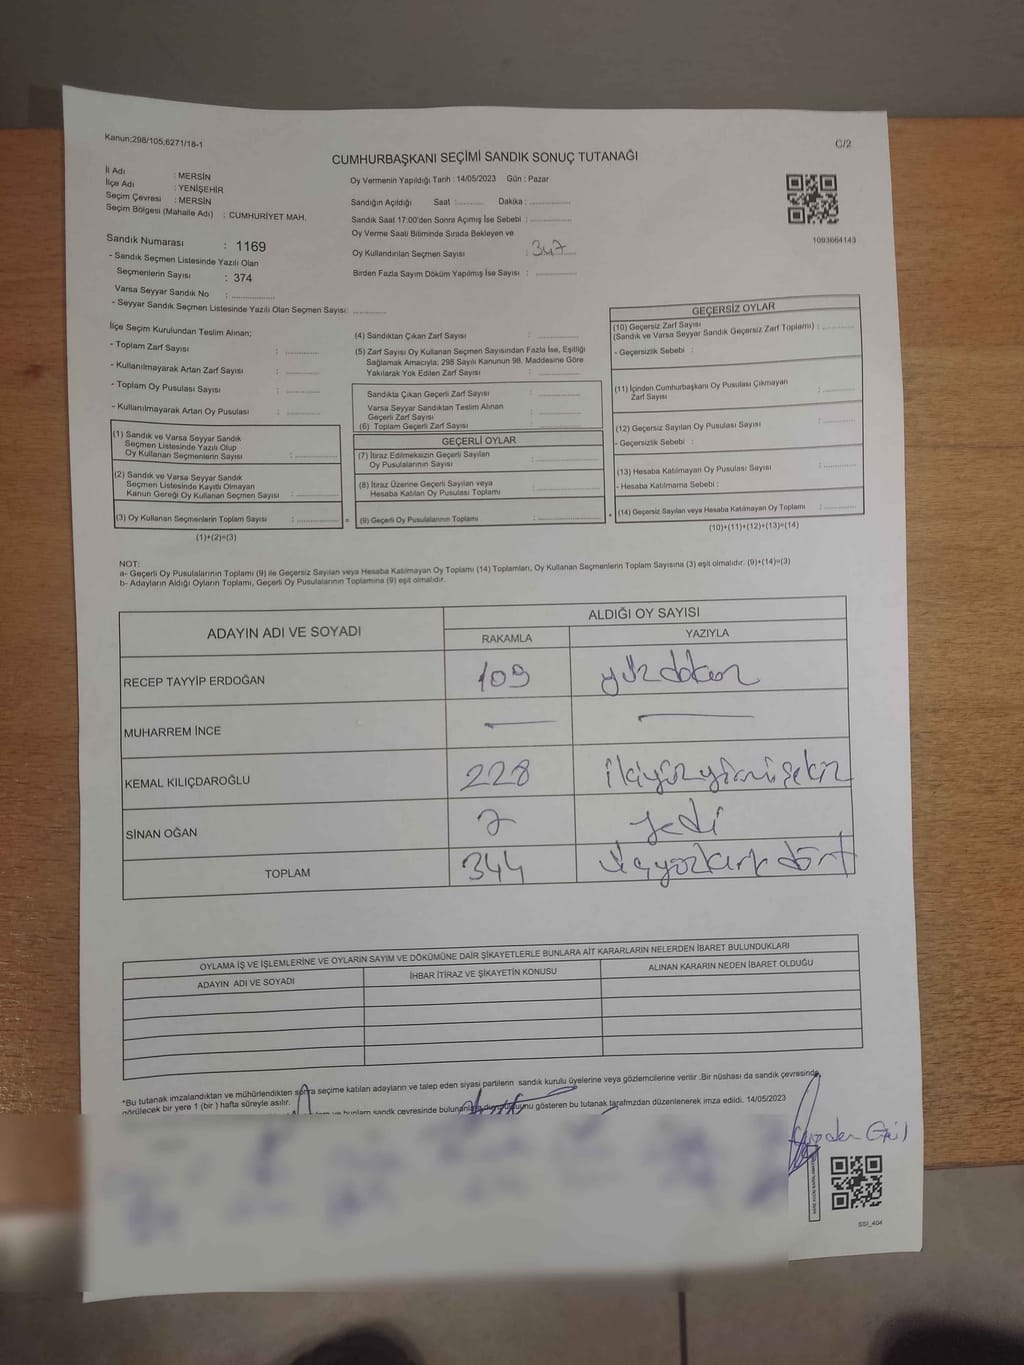 Kanun;298/105,6271/18-1
C/2
CUMHURBAŞKANI SEÇİMİ SANDIK SONUÇ TUTANAĞI
İl Adı : MERSİN
İlçe Adı : YENİŞEHİR
Seçim Çevresi : MERSİN
Seçim Bölgesi (Mahalle Adı) : CUMHURİYET MAH.
Sandık Numarası : 1169
- Sandık Seçmen Listesinde Yazılı Olan
Seçmenlerin Sayısı : 374
Varsa Seyyar Sandık No : ................
- Seyyar Sandık Seçmen Listesinde Yazılı Olan Seçmen Sayısı: ............
Oy Vermenin Yapıldığı Tarih : 14/05/2023 Gün : Pazar
Sandığın Açıldığı Saat :.......... Dakika :...............
Sandık Saat 17:00'den Sonra Açımış İse Sebebi : ...............
Oy Verme Saati Bitiminde Sırada Bekleyen ve
Oy Kullandırılan Seçmen Sayısı : 347
Birden Fazla Sayım Döküm Yapılmış İse Sayısı : ...............
1093664143
İlçe Seçim Kurulundan Teslim Alınan;
- Toplam Zarf Sayısı : ............
- Kullanılmayarak Artan Zarf Sayısı : ............
- Toplam Oy Pusulası Sayısı : ............
- Kullanılmayarak Artan Oy Pusulası : ............
(1) Sandık ve Varsa Seyyar Sandık
Seçmen Listesinde Yazılı Olup
Oy Kullanan Seçmenlerin Sayısı : ................
(2) Sandık ve Varsa Seyyar Sandık
Seçmen Listesinde Kayıtlı Olmayan
Kanun Gereği Oy Kullanan Seçmen Sayısı : ................
(3) Oy Kullanan Seçmenlerin Toplam Sayısı : ................
(1)+(2)=(3)
(4) Sandıktan Çıkan Zarf Sayısı : ...............
(5) Zarf Sayısı Oy Kullanan Seçmen Sayısından Fazla İse, Eşitliği
Sağlamak Amacıyla; 298 Sayılı Kanunun 98. Maddesine Göre
Yakılarak Yok Edilen Zarf Sayısı : ...............
Sandıkta Çıkan Geçerli Zarf Sayısı : ...............
Varsa Seyyar Sandıktan Teslim Alınan
Geçerli Zarf Sayısı : ...............
(6) Toplam Geçerli Zarf Sayısı : ...............
=
GEÇERLİ OYLAR
(7) İtiraz Edilmeksizin Geçerli Sayılan
Oy Pusulalarının Sayısı : ................
(8) İtiraz Üzerine Geçerli Sayılan veya
Hesaba Katılan Oy Pusulası Toplamı : ................
(9) Geçerli Oy Pusulalarının Toplamı : ................
+
GEÇERSİZ OYLAR
(10) Geçersiz Zarf Sayısı
(Sandık ve Varsa Seyyar Sandık Geçersiz Zarf Toplamı) : ............
- Geçersizlik Sebebi :
(11) İçinden Cumhurbaşkanı Oy Pusulası Çıkmayan
Zarf Sayısı : ............
(12) Geçersiz Sayılan Oy Pusulası Sayısı : ............
- Geçersizlik Sebebi :
(13) Hesaba Katılmayan Oy Pusulası Sayısı : ............
- Hesaba Katılmama Sebebi :
(14) Geçersiz Sayılan veya Hesaba Katılmayan Oy Toplamı : ............
(10)+(11)+(12)+(13)=(14)
NOT:
a- Geçerli Oy Pusulalarının Toplamı (9) ile Geçersiz Sayılan veya Hesaba Katılmayan Oy Toplamı (14) Toplamları, Oy Kullanan Seçmenlerin Toplam Sayısına (3) eşit olmalıdır. (9)+(14)=(3)
b- Adayların Aldığı Oyların Toplamı, Geçerli Oy Pusulalarının Toplamına (9) eşit olmalıdır.
ADAYIN ADI VE SOYADI
ALDIĞI OY SAYISI
RAKAMLA YAZIYLA
RECEP TAYYİP ERDOĞAN 109 yüzdokuz
MUHARREM İNCE — —
KEMAL KILIÇDAROĞLU 228 ikiyüzyirmisekiz
SİNAN OĞAN 7 yedi
TOPLAM 344 üçyüzkırk dört
OYLAMA İŞ VE İŞLEMLERİNE VE OYLARIN SAYIM VE DÖKÜMÜNE DAİR ŞİKAYETLERLE BUNLARA AİT KARARLARIN NELERDEN İBARET BULUNDUKLARI
ADAYIN ADI VE SOYADI İHBAR İTİRAZ VE ŞİKAYETİN KONUSU ALINAN KARARIN NEDEN İBARET OLDUĞU
*Bu tutanak imzalandıktan ve mühürlendikten sonra seçime katılan adayların ve talep eden siyasi partilerin sandık kurulu üyelerine veya gözlemcilerine verilir .Bir nüshası da sandık çevresinde
görülecek bir yere 1 (bir ) hafta süreyle asılır.
bunların sandık çevresinde bulunanlara duyurulduğunu gösteren bu tutanak tarafımzdan düzenlenerek imza edildi. 14/05/2023
Gül
SSI_404